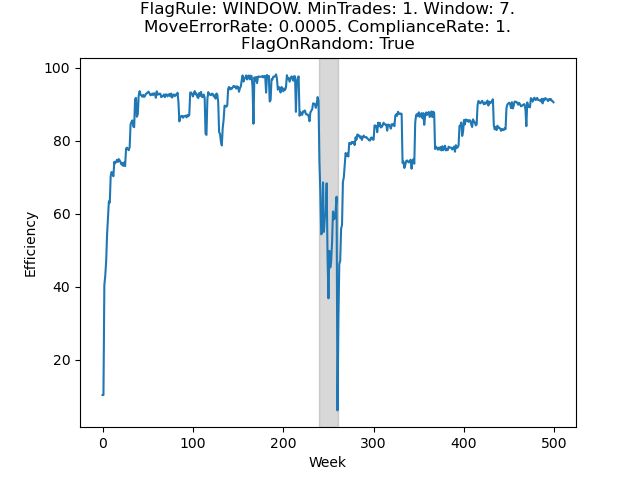 FlagRule: WINDOW. MinTrades: 1. Window: 7.
MoveErrorRate: 0.0005. ComplianceRate: 1.
FlagOnRandom: True
100
80
60
40
20
Efficiency
0 100 200 300 400 500
Week